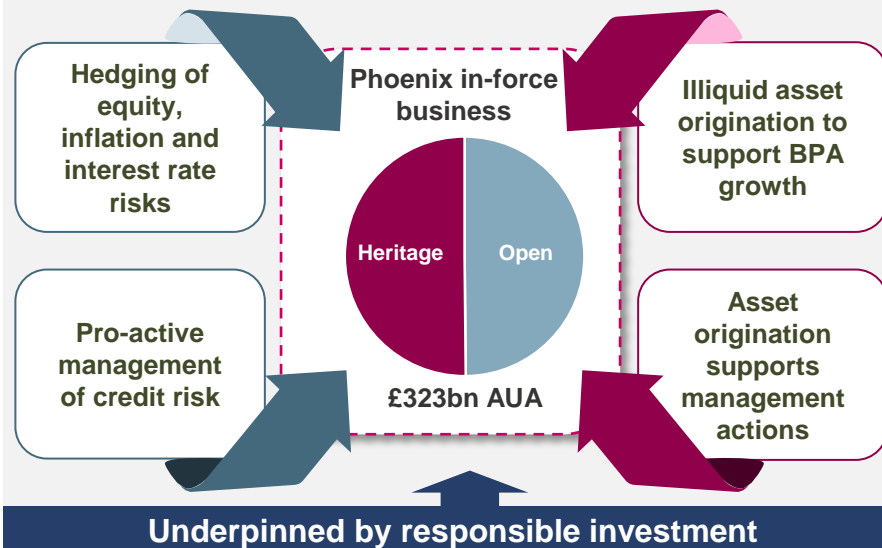 Hedging of
equity,
inflation and
interest rate
risks
Phoenix in-force
business
Illiquid asset
origination to
support BPA
growth
Heritage
Open
Pro-active
management
of credit risk
£323bn AUA
Asset
origination
supports
management
actions
Underpinned by responsible investment